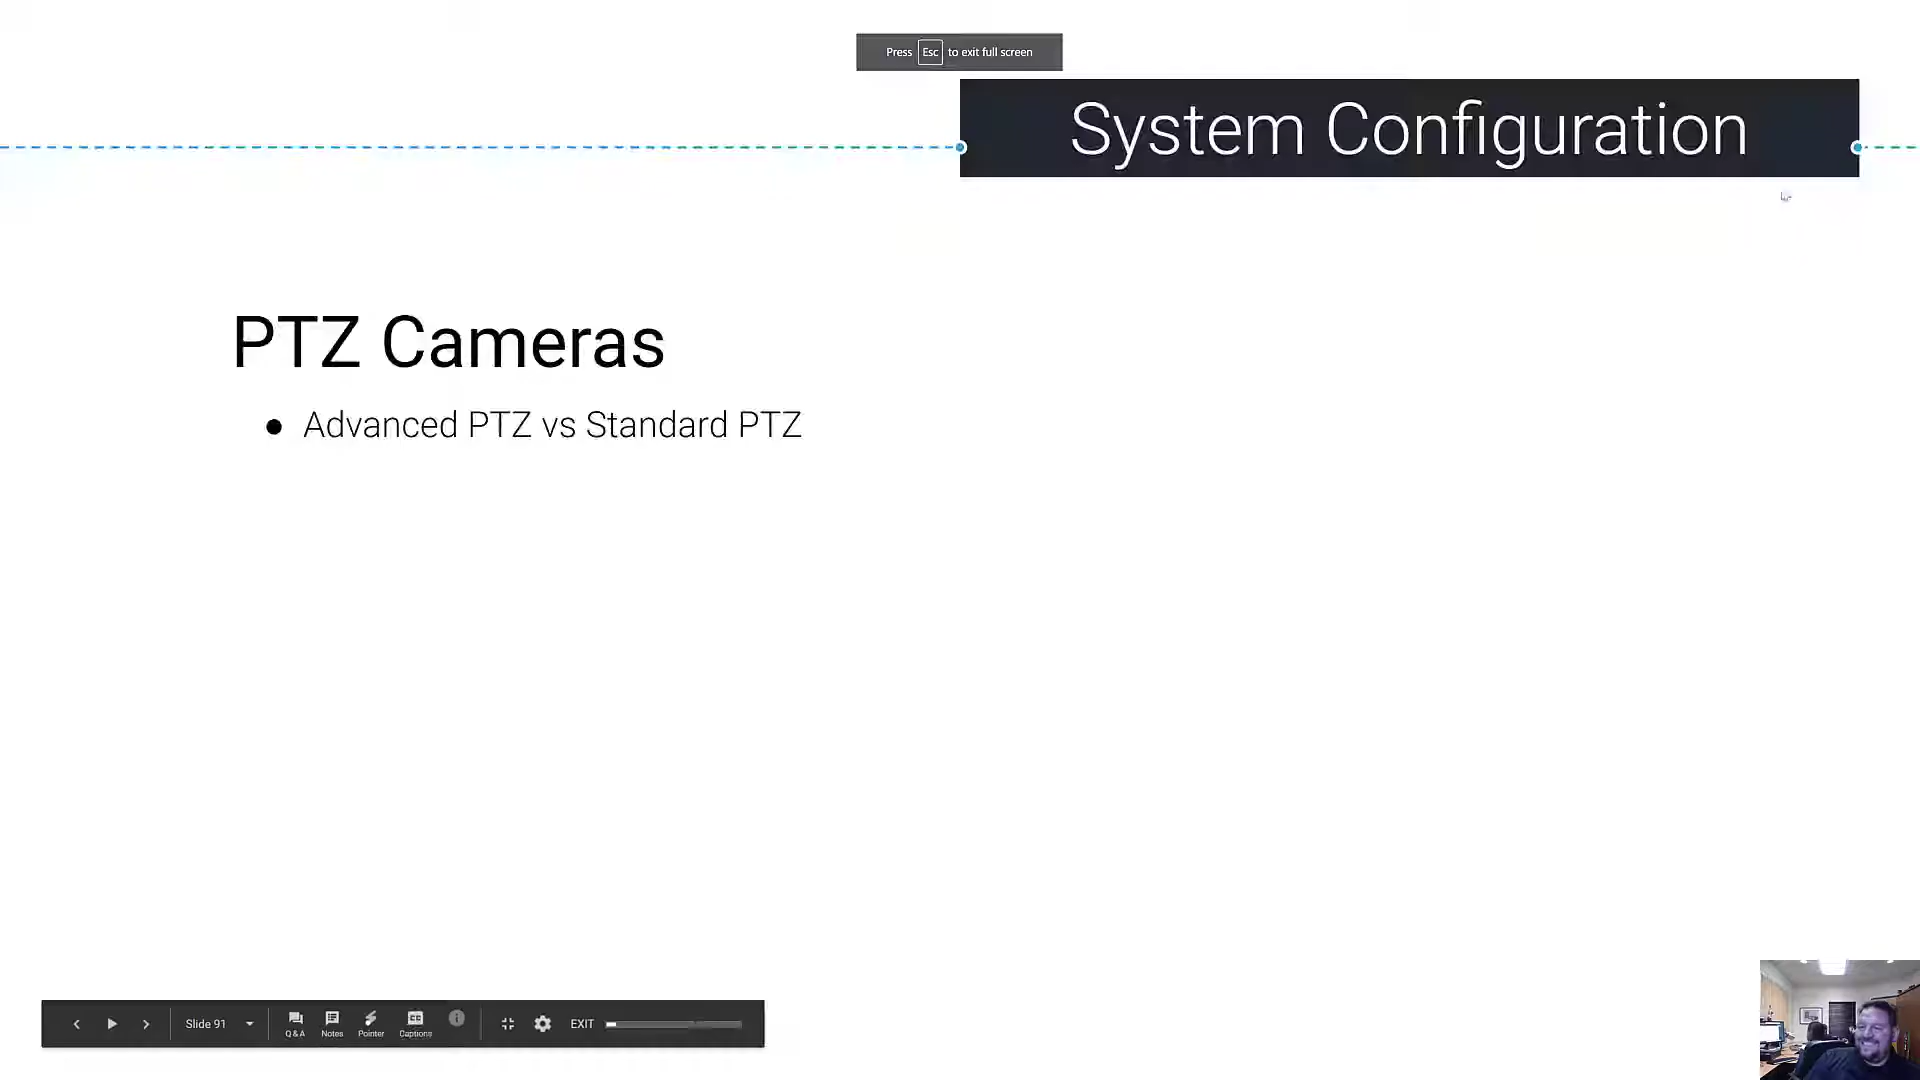 Press Esc to exit full screen
System Configuration
PTZ Cameras
● Advanced PTZ vs Standard PTZ
Slide 91
Q & A
Notes
Pointer
Captions
EXIT